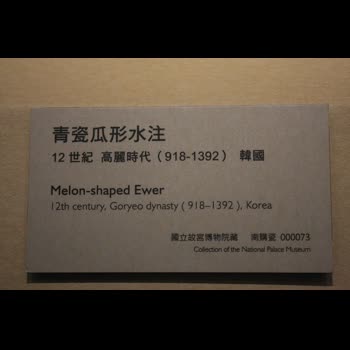 青瓷瓜形水注
12 世紀 高麗時代（918-1392） 韓國
Melon-shaped Ewer
12th century, Goryeo dynasty ( 918–1392 ), Korea
國立故宮博物院藏 南購瓷 000073
Collection of the National Palace Museum